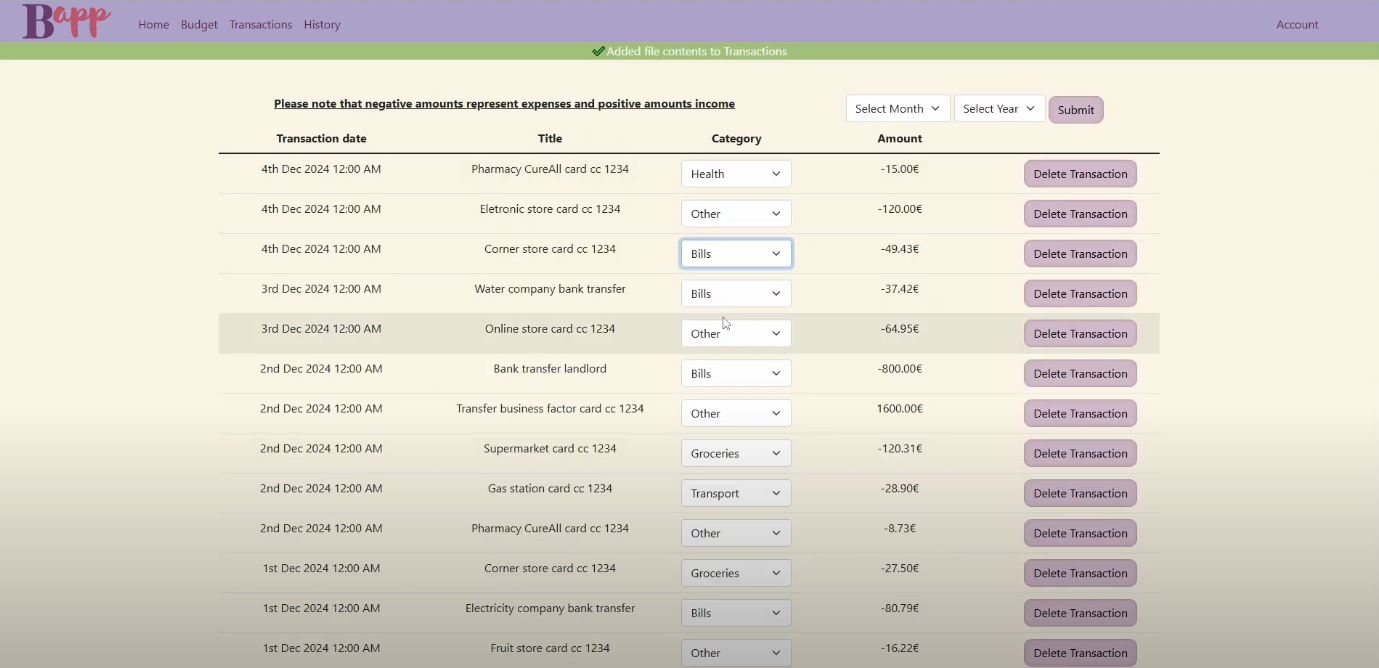 Bapp
Home Budget Transactions History Account
Added file contents to Transactions
Please note that negative amounts represent expenses and positive amounts income Select Month Select Year Submit
Transaction date Title Category Amount
4th Dec 2024 12:00 AM Pharmacy CureAll card cc 1234 Health -15.00€ Delete Transaction
4th Dec 2024 12:00 AM Eletronic store card cc 1234 Other -120.00€ Delete Transaction
4th Dec 2024 12:00 AM Corner store card cc 1234 Bills -49.43€ Delete Transaction
3rd Dec 2024 12:00 AM Water company bank transfer Bills -37.42€ Delete Transaction
3rd Dec 2024 12:00 AM Online store card cc 1234 Other -64.95€ Delete Transaction
2nd Dec 2024 12:00 AM Bank transfer landlord Bills -800.00€ Delete Transaction
2nd Dec 2024 12:00 AM Transfer business factor card cc 1234 Other 1600.00€ Delete Transaction
2nd Dec 2024 12:00 AM Supermarket card cc 1234 Groceries -120.31€ Delete Transaction
2nd Dec 2024 12:00 AM Gas station card cc 1234 Transport -28.90€ Delete Transaction
2nd Dec 2024 12:00 AM Pharmacy CureAll card cc 1234 Other -8.73€ Delete Transaction
1st Dec 2024 12:00 AM Corner store card cc 1234 Groceries -27.50€ Delete Transaction
1st Dec 2024 12:00 AM Electricity company bank transfer Bills -80.79€ Delete Transaction
1st Dec 2024 12:00 AM Fruit store card cc 1234 Other -16.22€ Delete Transaction